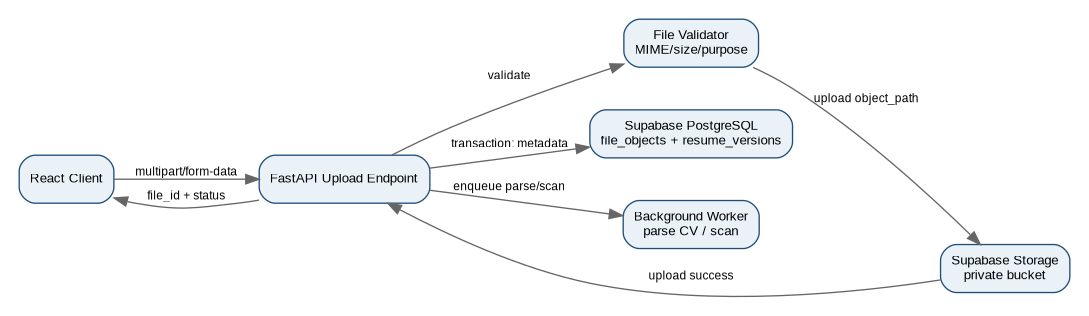 File Validator
MIME/size/purpose
validate
upload object_path
Supabase PostgreSQL
file_objects + resume_versions
transaction: metadata
React Client
multipart/form-data
file_id + status
FastAPI Upload Endpoint
enqueue parse/scan
Background Worker
parse CV / scan
Supabase Storage
private bucket
upload success